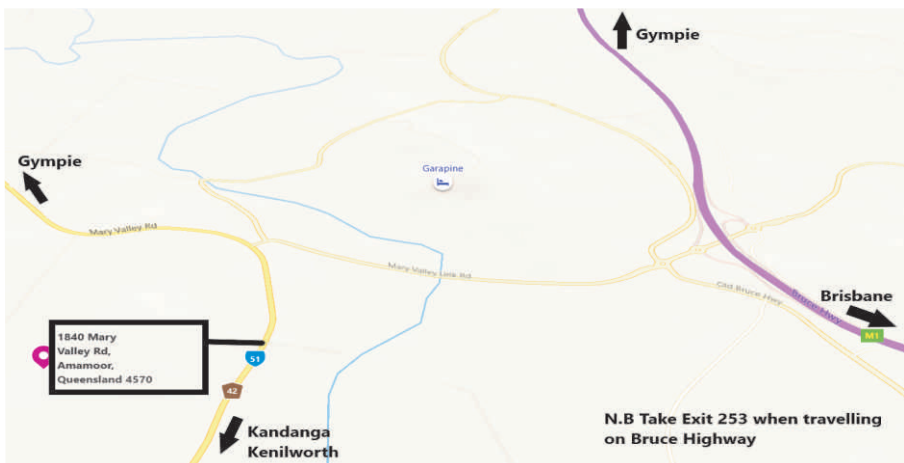 Gympie
Garapine
Gympie
Mary Valley Rd
Mary Valley Link Rd
Old Bruce Hwy
Bruce Hwy
Brisbane
M1
1840 Mary
Valley Rd,
Amamoor,
Queensland 4570
51
42
Kandanga
Kenilworth
N.B Take Exit 253 when travelling
on Bruce Highway